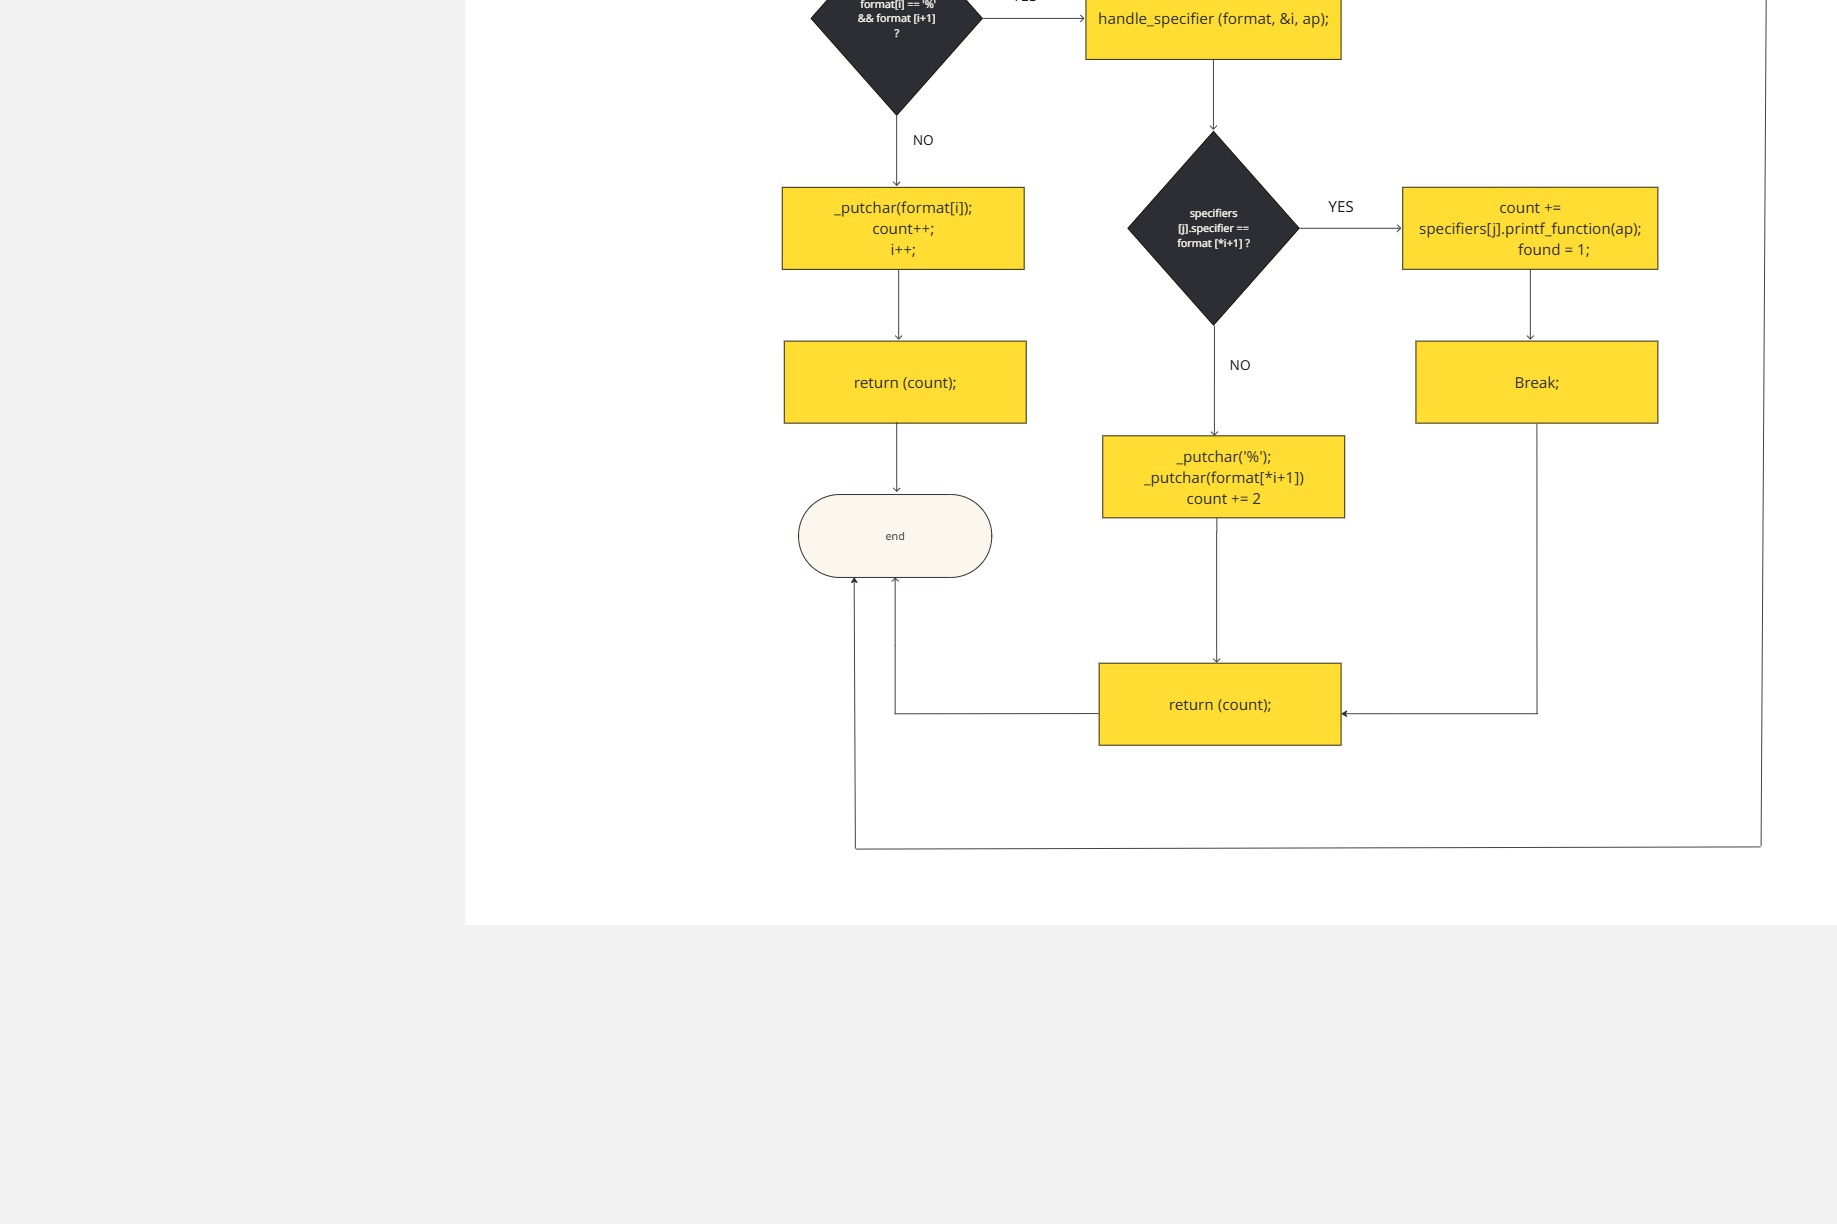 format[i] == '%'
&& format [i+1]
?
handle_specifier (format, &i, ap);
NO
_putchar(format[i]);
count++;
i++;
specifiers
[j].specifier ==
format [*i+1] ?
YES
count +=
specifiers[j].printf_function(ap);
found = 1;
return (count);
NO
Break;
_putchar('%');
_putchar(format[*i+1])
count += 2
end
return (count);